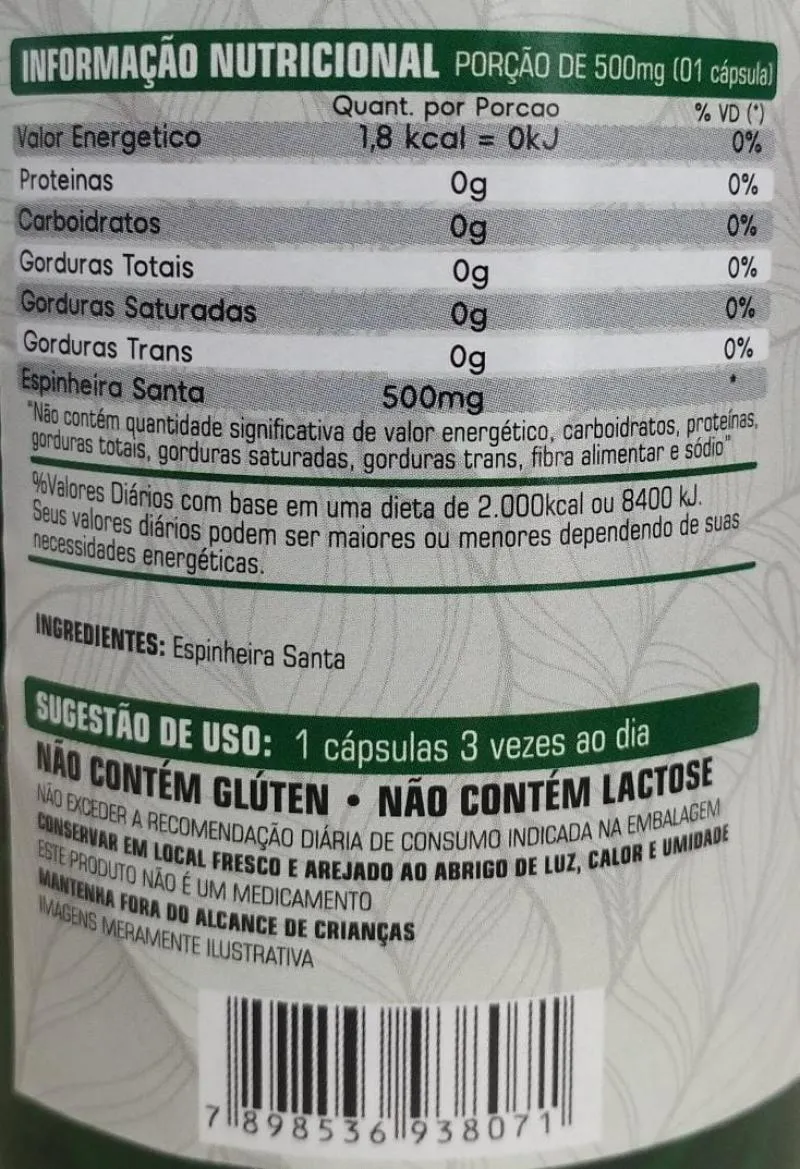 INFORMAÇÃO NUTRICIONAL PORÇÃO DE 500mg (01 cápsula)
Quant. por Porcao % VD (*)
Valor Energetico 1,8 kcal = 0kJ 0%
Proteinas 0g 0%
Carboidratos 0g 0%
Gorduras Totais 0g 0%
Gorduras Saturadas 0g 0%
Gorduras Trans 0g 0%
Espinheira Santa 500mg *
"Não contém quantidade significativa de valor energético, carboidratos, proteínas,
gorduras totais, gorduras saturadas, gorduras trans, fibra alimentar e sódio"
%Valores Diários com base em uma dieta de 2.000kcal ou 8400 kJ.
Seus valores diários podem ser maiores ou menores dependendo de suas
necessidades energéticas.
INGREDIENTES: Espinheira Santa
SUGESTÃO DE USO: 1 cápsulas 3 vezes ao dia
NÃO CONTÉM GLÚTEN • NÃO CONTÉM LACTOSE
NÃO EXCEDER A RECOMENDAÇÃO DIÁRIA DE CONSUMO INDICADA NA EMBALAGEM
CONSERVAR EM LOCAL FRESCO E AREJADO AO ABRIGO DE LUZ, CALOR E UMIDADE
ESTE PRODUTO NÃO É UM MEDICAMENTO
MANTENHA FORA DO ALCANCE DE CRIANÇAS
IMAGENS MERAMENTE ILUSTRATIVA
7 898536 938071